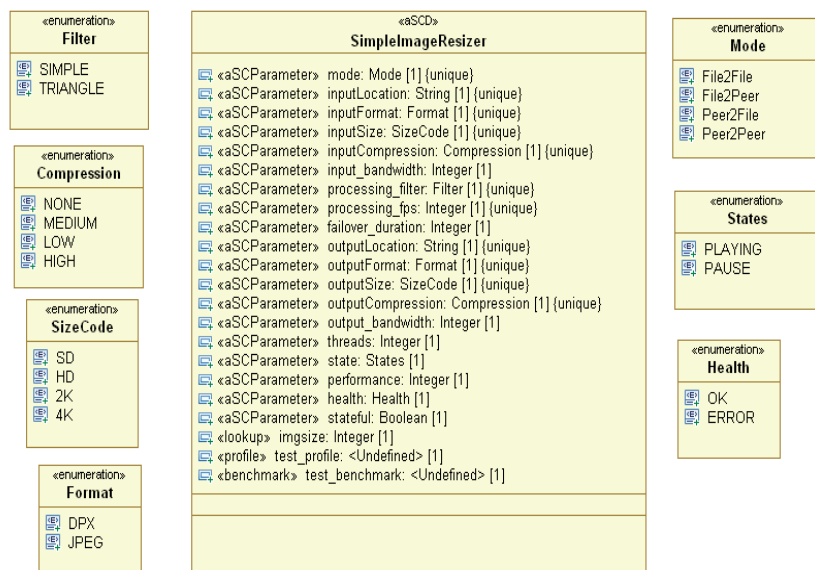 «enumeration»
Filter
SIMPLE
TRIANGLE
«enumeration»
Compression
NONE
MEDIUM
LOW
HIGH
«enumeration»
SizeCode
SD
HD
2K
4K
«enumeration»
Format
DPX
JPEG
«aSCD»
SimpleImageResizer
«aSCParameter» mode: Mode [1] {unique}
«aSCParameter» inputLocation: String [1] {unique}
«aSCParameter» inputFormat: Format [1] {unique}
«aSCParameter» inputSize: SizeCode [1] {unique}
«aSCParameter» inputCompression: Compression [1] {unique}
«aSCParameter» input_bandwidth: Integer [1]
«aSCParameter» processing_filter: Filter [1] {unique}
«aSCParameter» processing_fps: Integer [1] {unique}
«aSCParameter» failover_duration: Integer [1]
«aSCParameter» outputLocation: String [1] {unique}
«aSCParameter» outputFormat: Format [1] {unique}
«aSCParameter» outputSize: SizeCode [1] {unique}
«aSCParameter» outputCompression: Compression [1] {unique}
«aSCParameter» output_bandwidth: Integer [1]
«aSCParameter» threads: Integer [1]
«aSCParameter» state: States [1]
«aSCParameter» performance: Integer [1]
«aSCParameter» health: Health [1]
«aSCParameter» stateful: Boolean [1]
«lookup» imgsize: Integer [1]
«profile» test_profile: <Undefined> [1]
«benchmark» test_benchmark: <Undefined> [1]
«enumeration»
Mode
File2File
File2Peer
Peer2File
Peer2Peer
«enumeration»
States
PLAYING
PAUSE
«enumeration»
Health
OK
ERROR